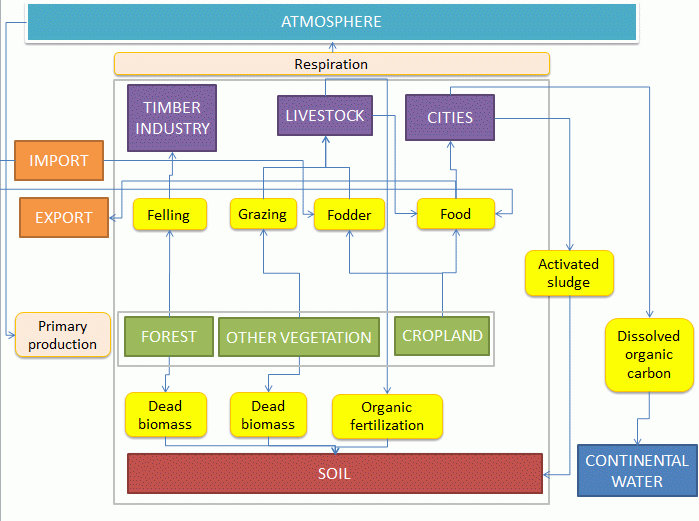 ATMOSPHERE
Respiration
TIMBER
INDUSTRY
LIVESTOCK
CITIES
IMPORT
EXPORT
Felling
Grazing
Fodder
Food
Activated
sludge
Primary
production
FOREST
OTHER VEGETATION
CROPLAND
Dissolved
organic
carbon
Dead
biomass
Dead
biomass
Organic
fertilization
SOIL
CONTINENTAL
WATER